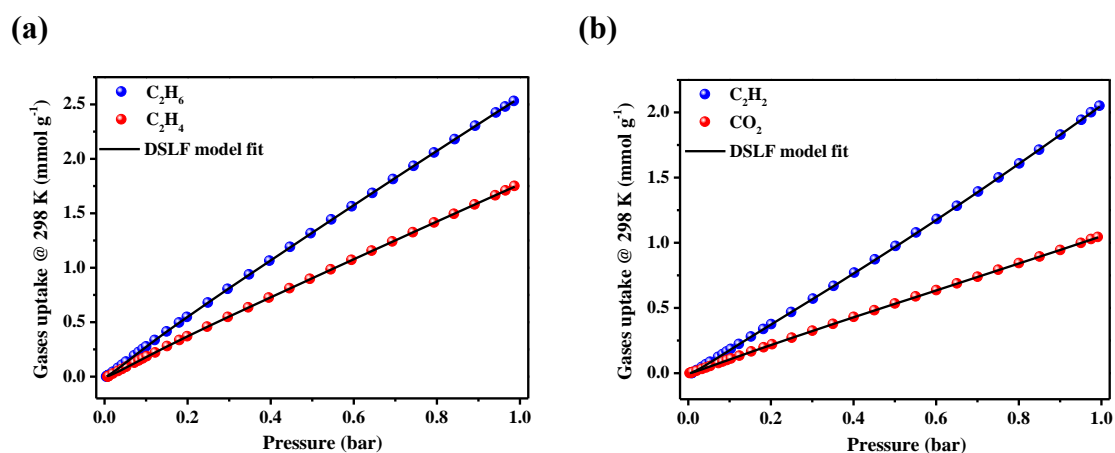 (a)
C₂H₆
C₂H₄
DSLF model fit
Gases uptake @ 298 K (mmol g⁻¹)
2.5
2.0
1.5
1.0
0.5
0.0
0.0 0.2 0.4 0.6 0.8 1.0
Pressure (bar)
(b)
C₂H₂
CO₂
DSLF model fit
Gases uptake @ 298 K (mmol g⁻¹)
2.0
1.5
1.0
0.5
0.0
0.0 0.2 0.4 0.6 0.8 1.0
Pressure (bar)